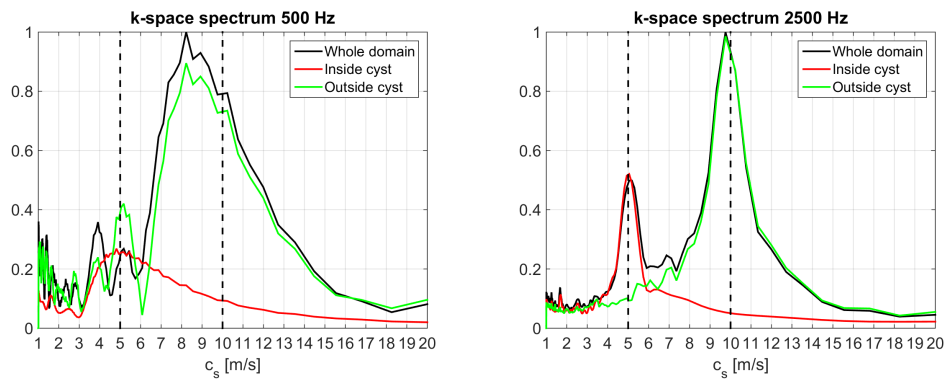 k-space spectrum 500 Hz
1
0.8
0.6
0.4
0.2
0
Whole domain
Inside cyst
Outside cyst
1 2 3 4 5 6 7 8 9 10 11 12 13 14 15 16 17 18 19 20
c_s [m/s]
k-space spectrum 2500 Hz
1
0.8
0.6
0.4
0.2
0
Whole domain
Inside cyst
Outside cyst
1 2 3 4 5 6 7 8 9 10 11 12 13 14 15 16 17 18 19 20
c_s [m/s]